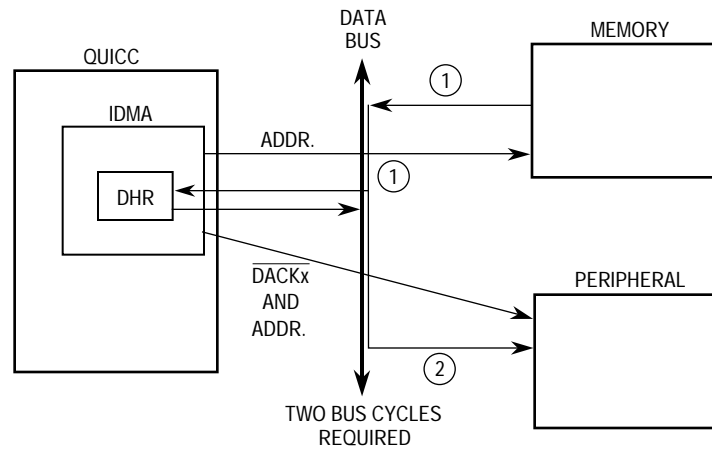 DATA
BUS
MEMORY
QUICC
1
IDMA
ADDR.
1
DHR
DACKx
AND
ADDR.
PERIPHERAL
2
TWO BUS CYCLES
REQUIRED